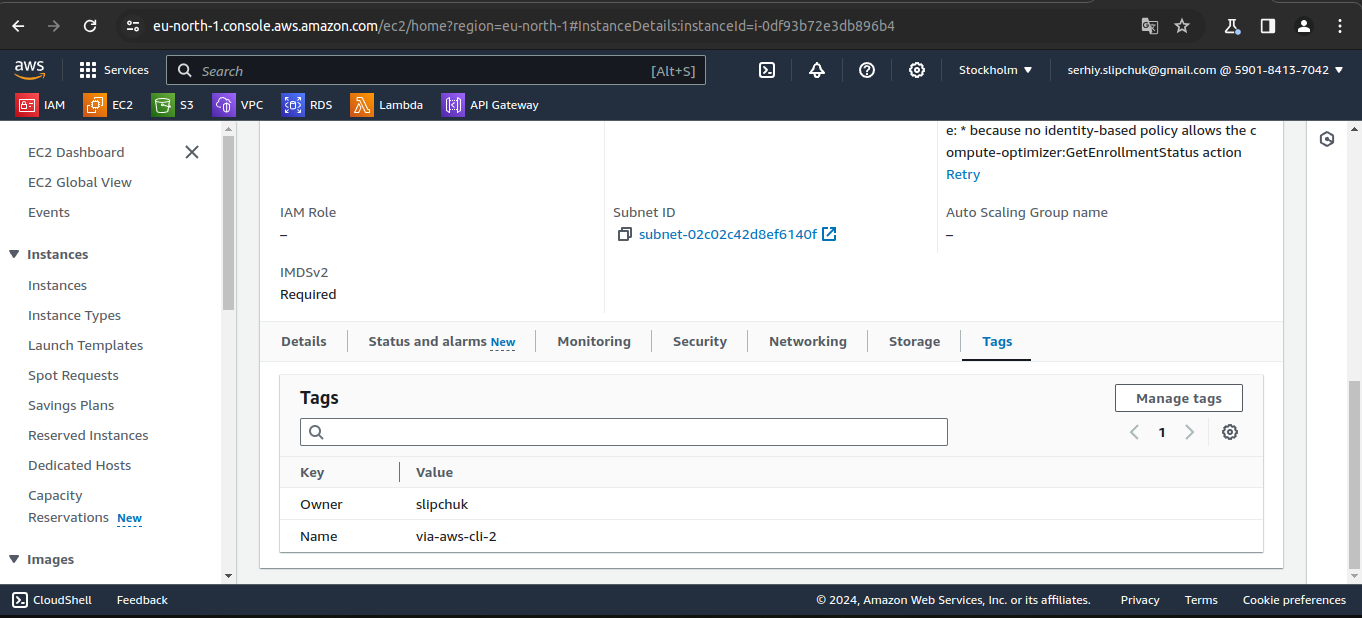 eu-north-1.console.aws.amazon.com/ec2/home?region=eu-north-1#InstanceDetails:instanceId=i-0df93b72e3db896b4
aws Services Search [Alt+S] Stockholm serhiy.slipchuk@gmail.com @ 5901-8413-7042
IAM EC2 S3 VPC RDS Lambda API Gateway
EC2 Dashboard
EC2 Global View
Events
Instances
Instances
Instance Types
Launch Templates
Spot Requests
Savings Plans
Reserved Instances
Dedicated Hosts
Capacity
Reservations New
Images
e: * because no identity-based policy allows the c
ompute-optimizer:GetEnrollmentStatus action
Retry
IAM Role
–
Subnet ID
subnet-02c02c42d8ef6140f
Auto Scaling Group name
–
IMDSv2
Required
Details Status and alarms New Monitoring Security Networking Storage Tags
Tags
Manage tags
1
Key Value
Owner slipchuk
Name via-aws-cli-2
CloudShell Feedback © 2024, Amazon Web Services, Inc. or its affiliates. Privacy Terms Cookie preferences